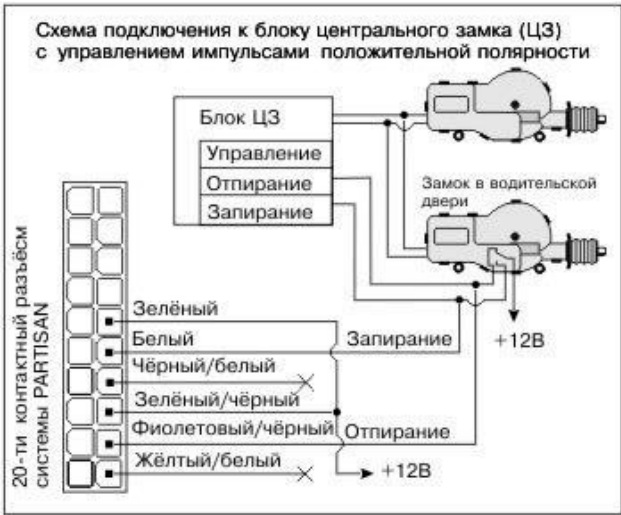 Схема подключения к блоку центрального замка (ЦЗ)
с управлением импульсами положительной полярности
Блок ЦЗ
Управление
Отпирание
Запирание
Замок в водительской
двери
20-ти контактный разъёсм
системы PARTISAN
Зелёный
Белый
Запирание
+12В
Чёрный/белый
Зелёный/чёрный
Фиолетовый/чёрный
Отпирание
Жёлтый/белый
+12В